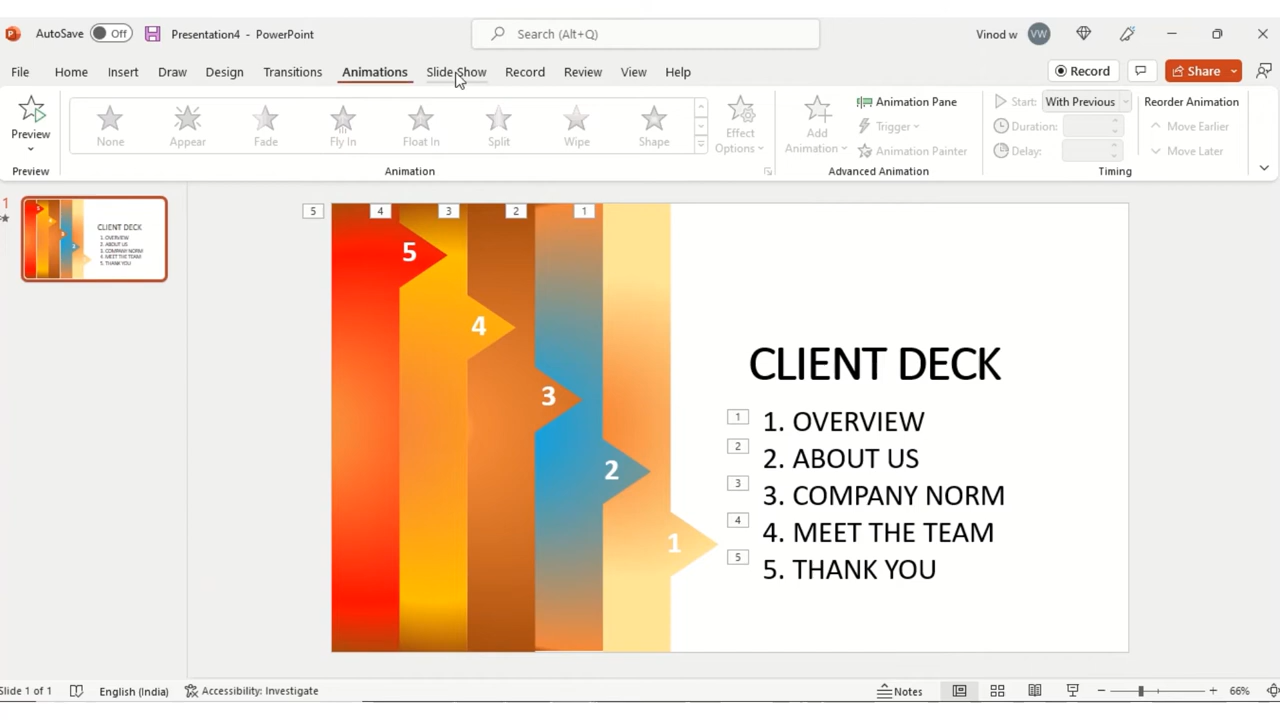 AutoSave Off Presentation4 - PowerPoint Search (Alt+Q) Vinod w VW
File Home Insert Draw Design Transitions Animations Slide Show Record Review View Help Record Share
Preview None Appear Fade Fly In Float In Split Wipe Shape Effect Options Add Animation Animation Pane Trigger Animation Painter Start: With Previous Duration: Delay: Reorder Animation Move Earlier Move Later
Preview Animation Advanced Animation Timing
1
CLIENT DECK
1. OVERVIEW
2. ABOUT US
3. COMPANY NORM
4. MEET THE TEAM
5. THANK YOU
5 4 3 2 1
5
4
3
2
1
CLIENT DECK
1 1. OVERVIEW
2 2. ABOUT US
3 3. COMPANY NORM
4 4. MEET THE TEAM
5 5. THANK YOU
Slide 1 of 1 English (India) Accessibility: Investigate Notes 66%